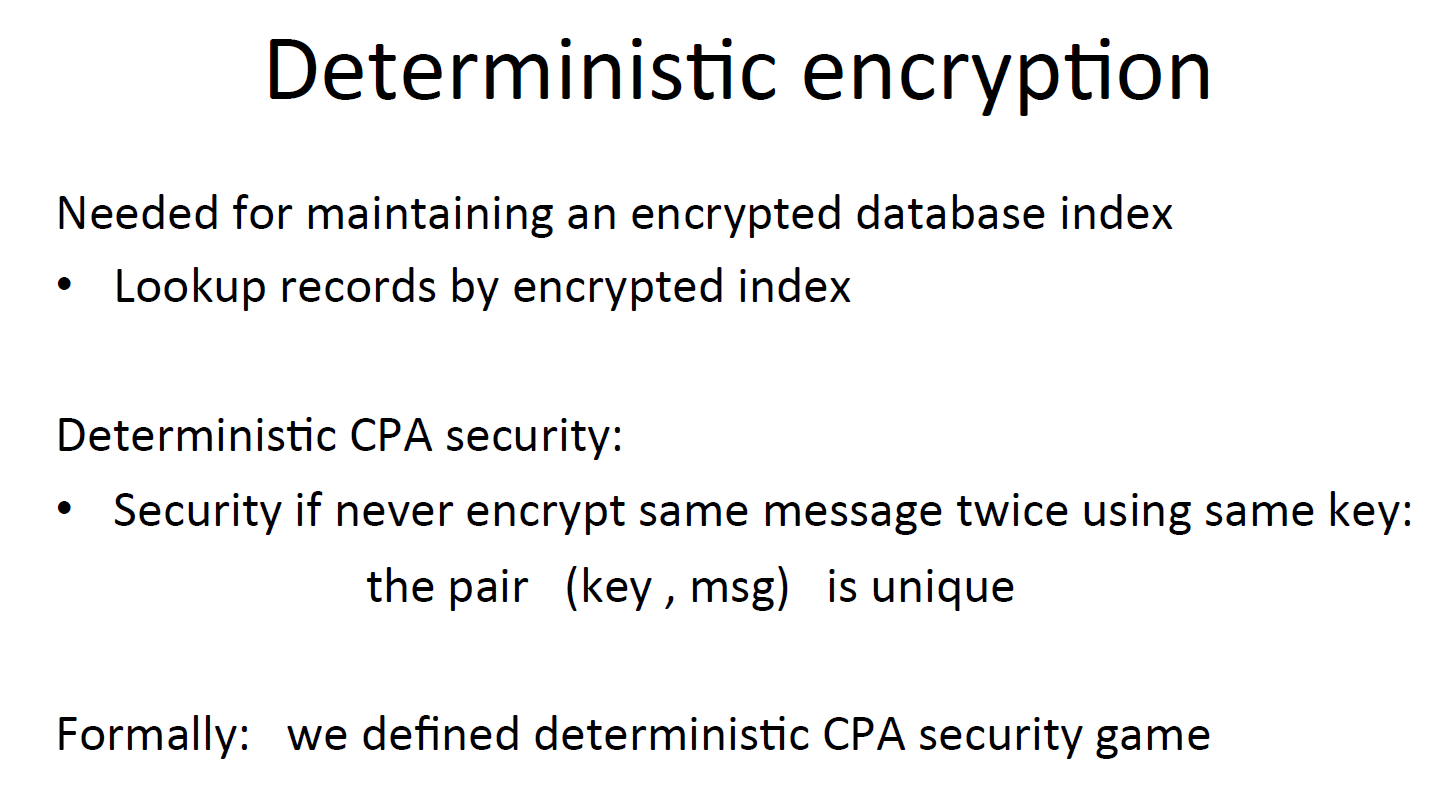 Deterministic encryption
Needed for maintaining an encrypted database index
• Lookup records by encrypted index
Deterministic CPA security:
• Security if never encrypt same message twice using same key:
the pair (key , msg) is unique
Formally: we defined deterministic CPA security game